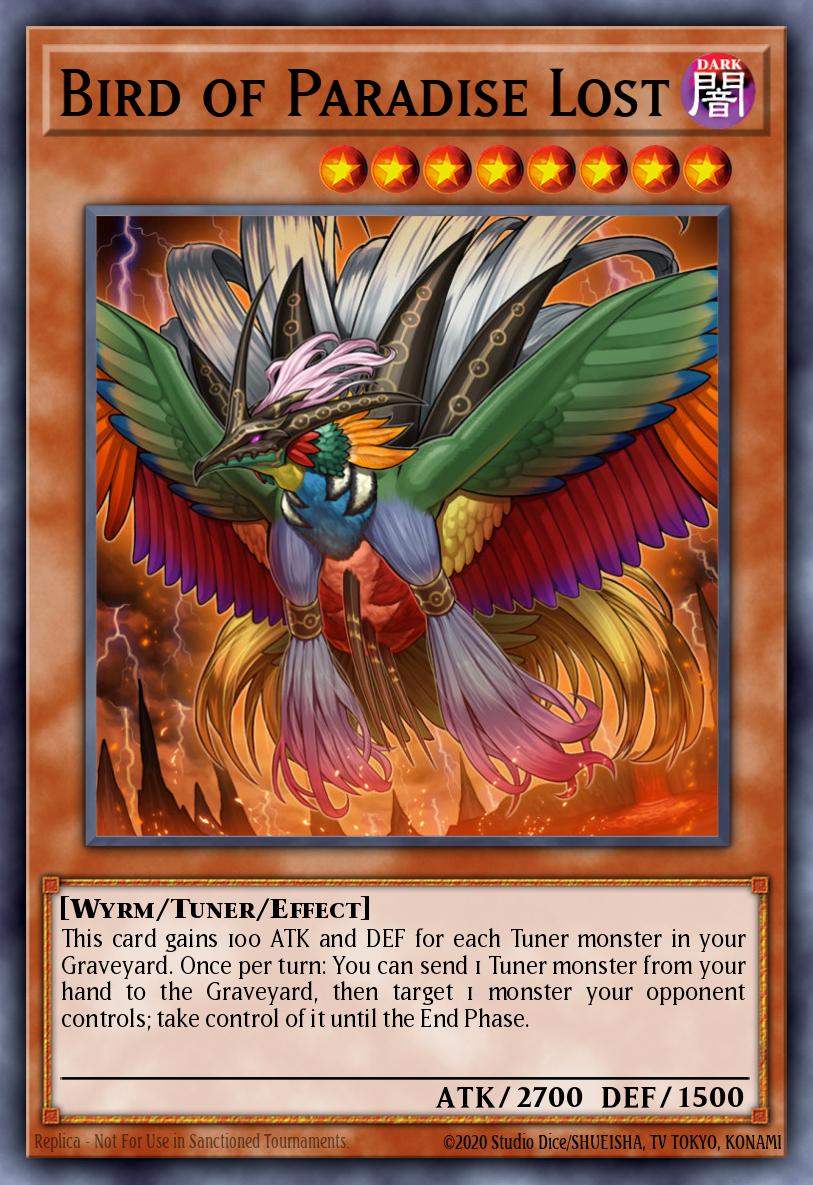 Bird of Paradise Lost
DARK
闇
[Wyrm/Tuner/Effect]
This card gains 100 ATK and DEF for each Tuner monster in your
Graveyard. Once per turn: You can send 1 Tuner monster from your
hand to the Graveyard, then target 1 monster your opponent
controls; take control of it until the End Phase.
ATK/2700 DEF/1500
Replica - Not For Use in Sanctioned Tournaments.
©2020 Studio Dice/SHUEISHA, TV TOKYO, KONAMI